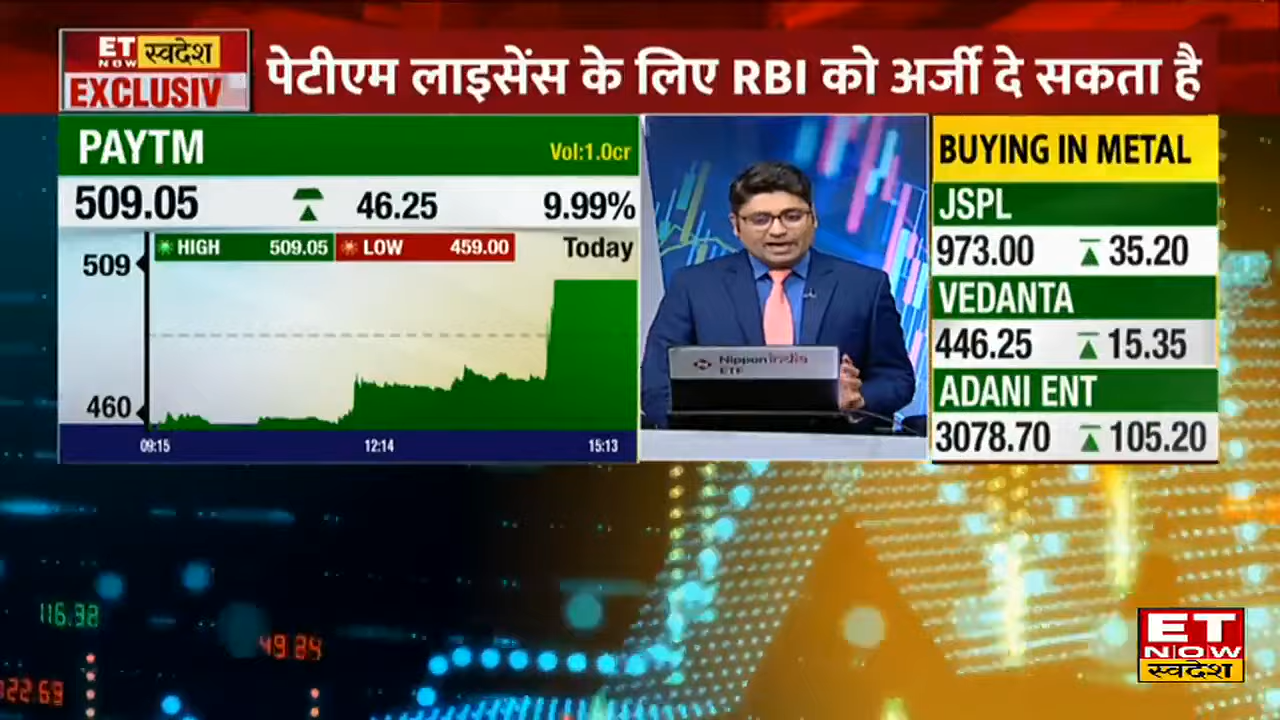 ET NOW स्वदेश
EXCLUSIV
पेटीएम लाइसेंस के लिए RBI को अर्जी दे सकता है
PAYTM
Vol:1.0cr
509.05 46.25 9.99%
HIGH 509.05 LOW 459.00 Today
509
460
09:15 12:14 15:13
Nippon india
ETF
BUYING IN METAL
JSPL
973.00 35.20
VEDANTA
446.25 15.35
ADANI ENT
3078.70 105.20
116.98
49.24
22.69
ET
NOW
स्वदेश